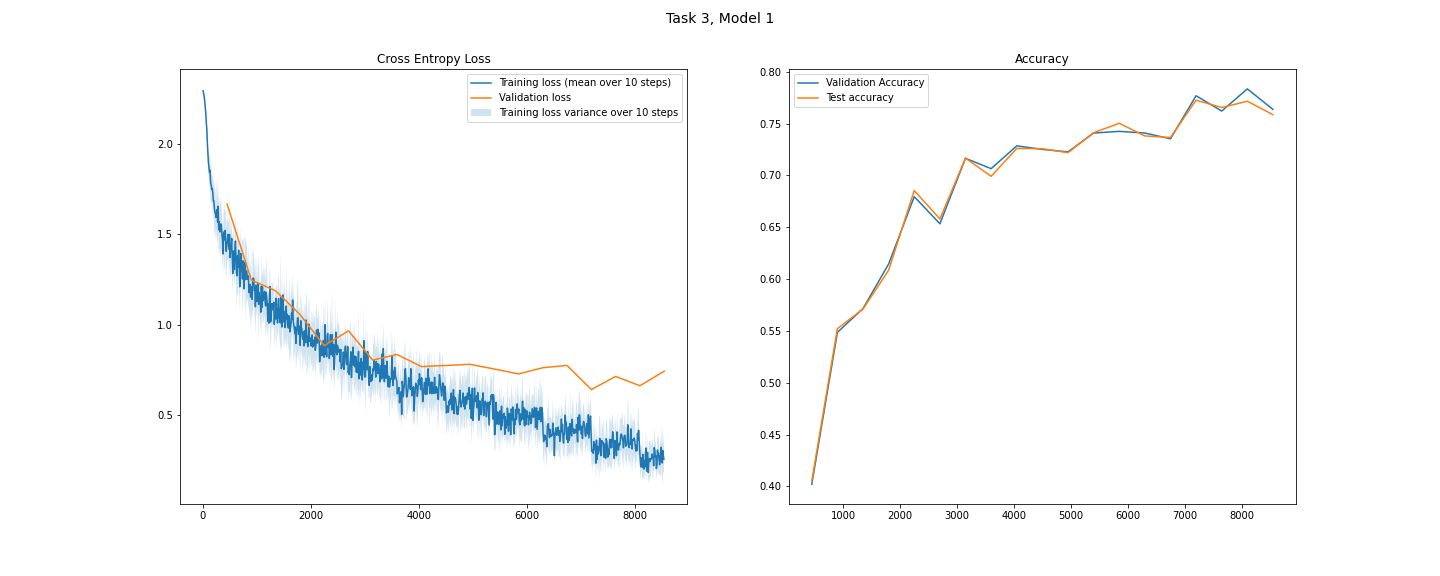 Task 3, Model 1
Cross Entropy Loss
Training loss (mean over 10 steps)
Validation loss
Training loss variance over 10 steps
2.0
1.5
1.0
0.5
0 2000 4000 6000 8000
Accuracy
Validation Accuracy
Test accuracy
0.80
0.75
0.70
0.65
0.60
0.55
0.50
0.45
0.40
1000 2000 3000 4000 5000 6000 7000 8000